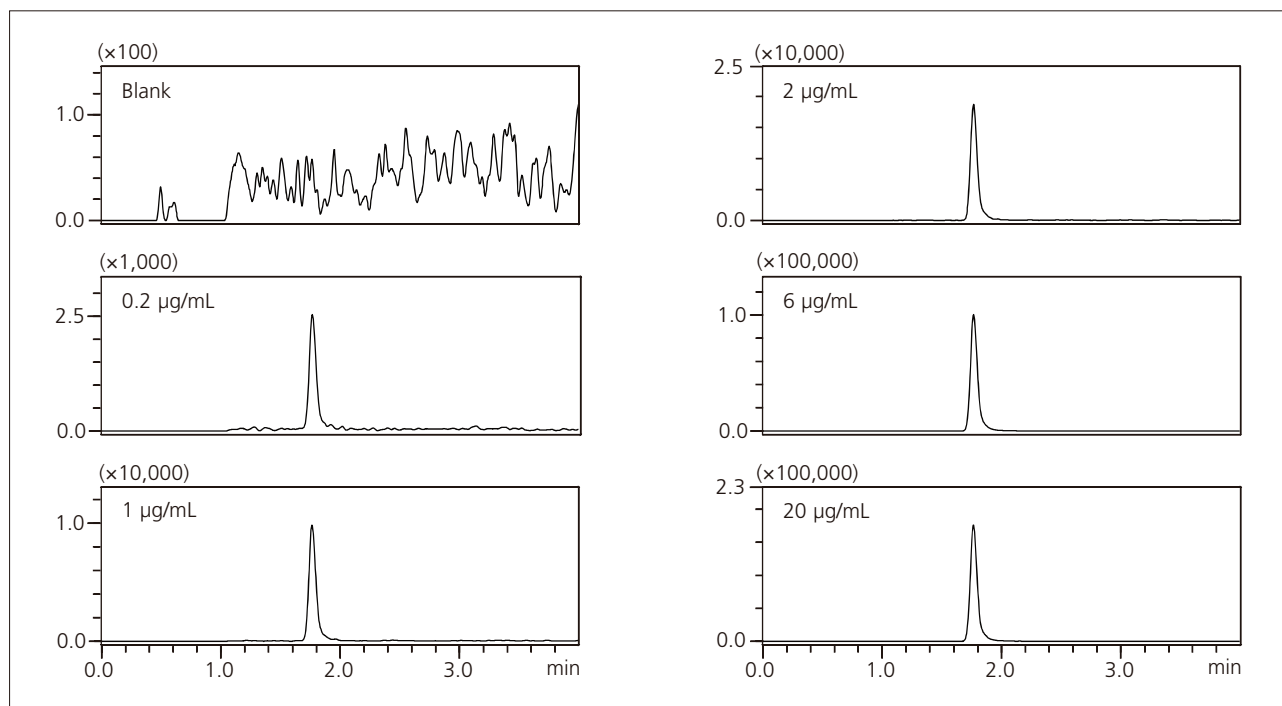 (×100)
Blank
1.0
0.0
(×1,000)
0.2 µg/mL
2.5
0.0
(×10,000)
1 µg/mL
1.0
0.0
0.0 1.0 2.0 3.0 min
(×10,000)
2.5
2 µg/mL
0.0
(×100,000)
6 µg/mL
1.0
0.0
(×100,000)
2.3
20 µg/mL
0.0
0.0 1.0 2.0 3.0 min